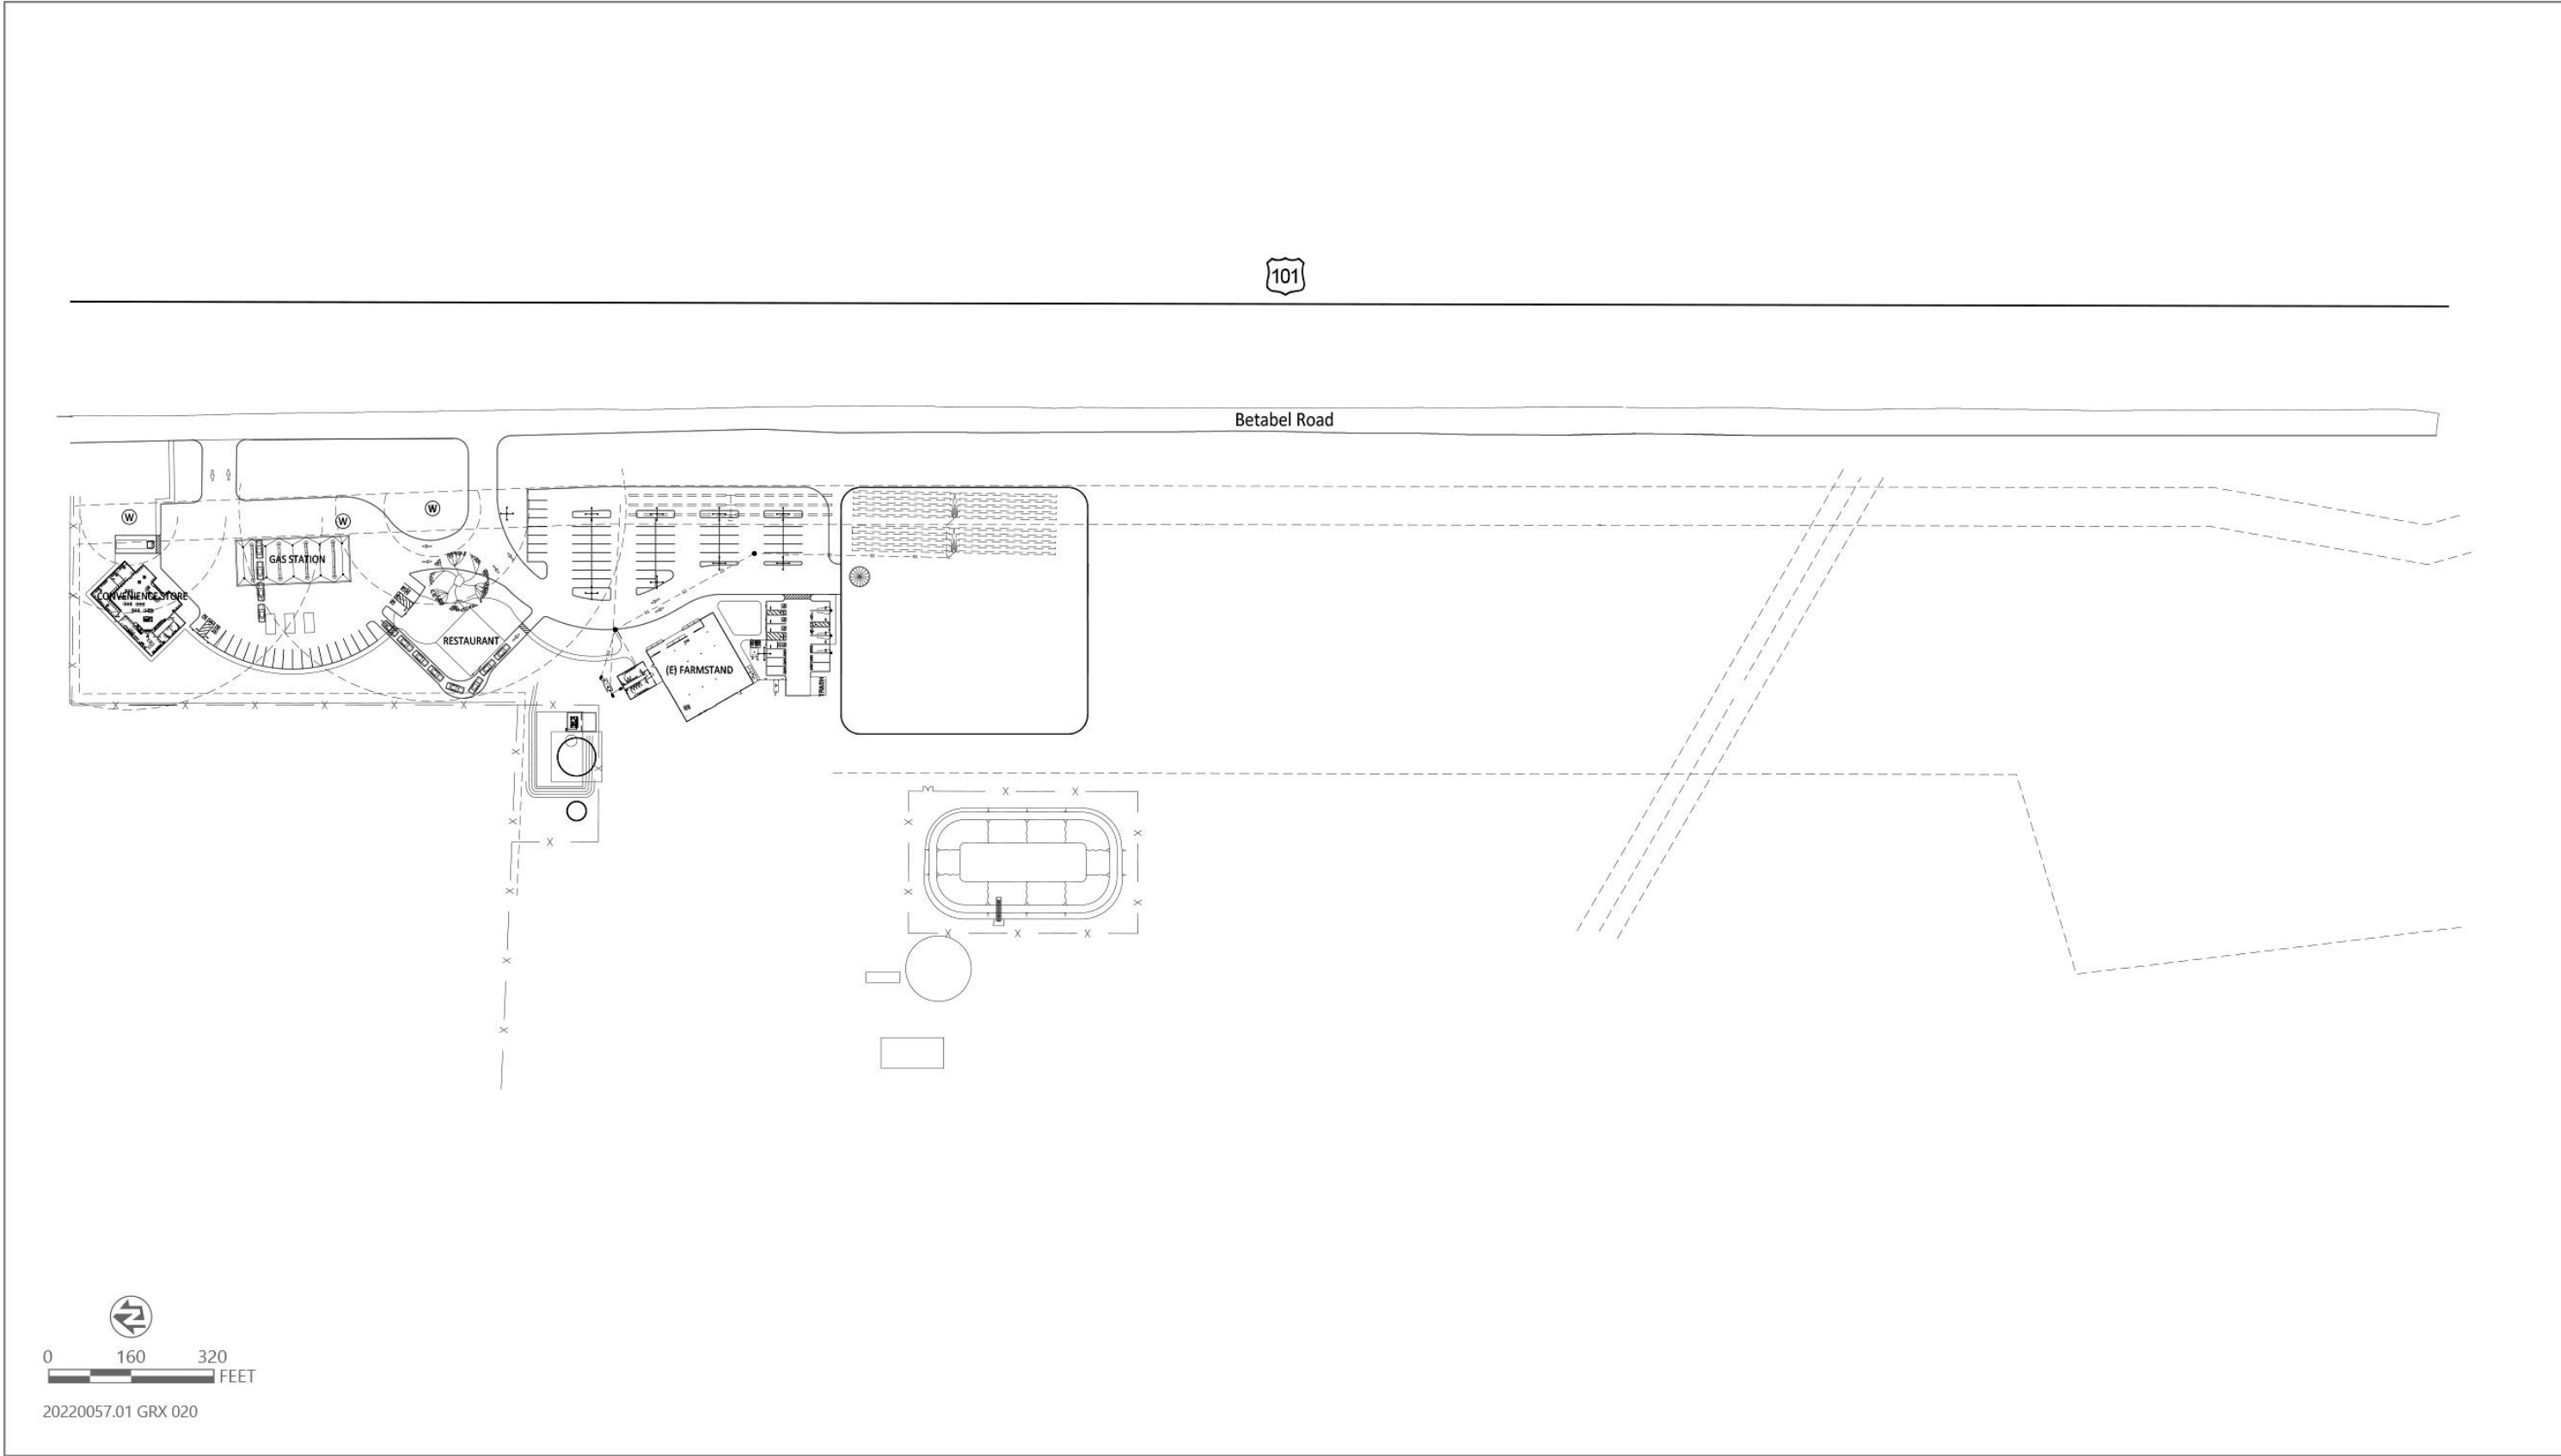 101
Betabel Road
W
W
W
GAS STATION
CONVENIENCE STORE
RESTAURANT
(E) FARMSTAND
TRASH
X X X X X X X
N
0 160 320
FEET
20220057.01 GRX 020